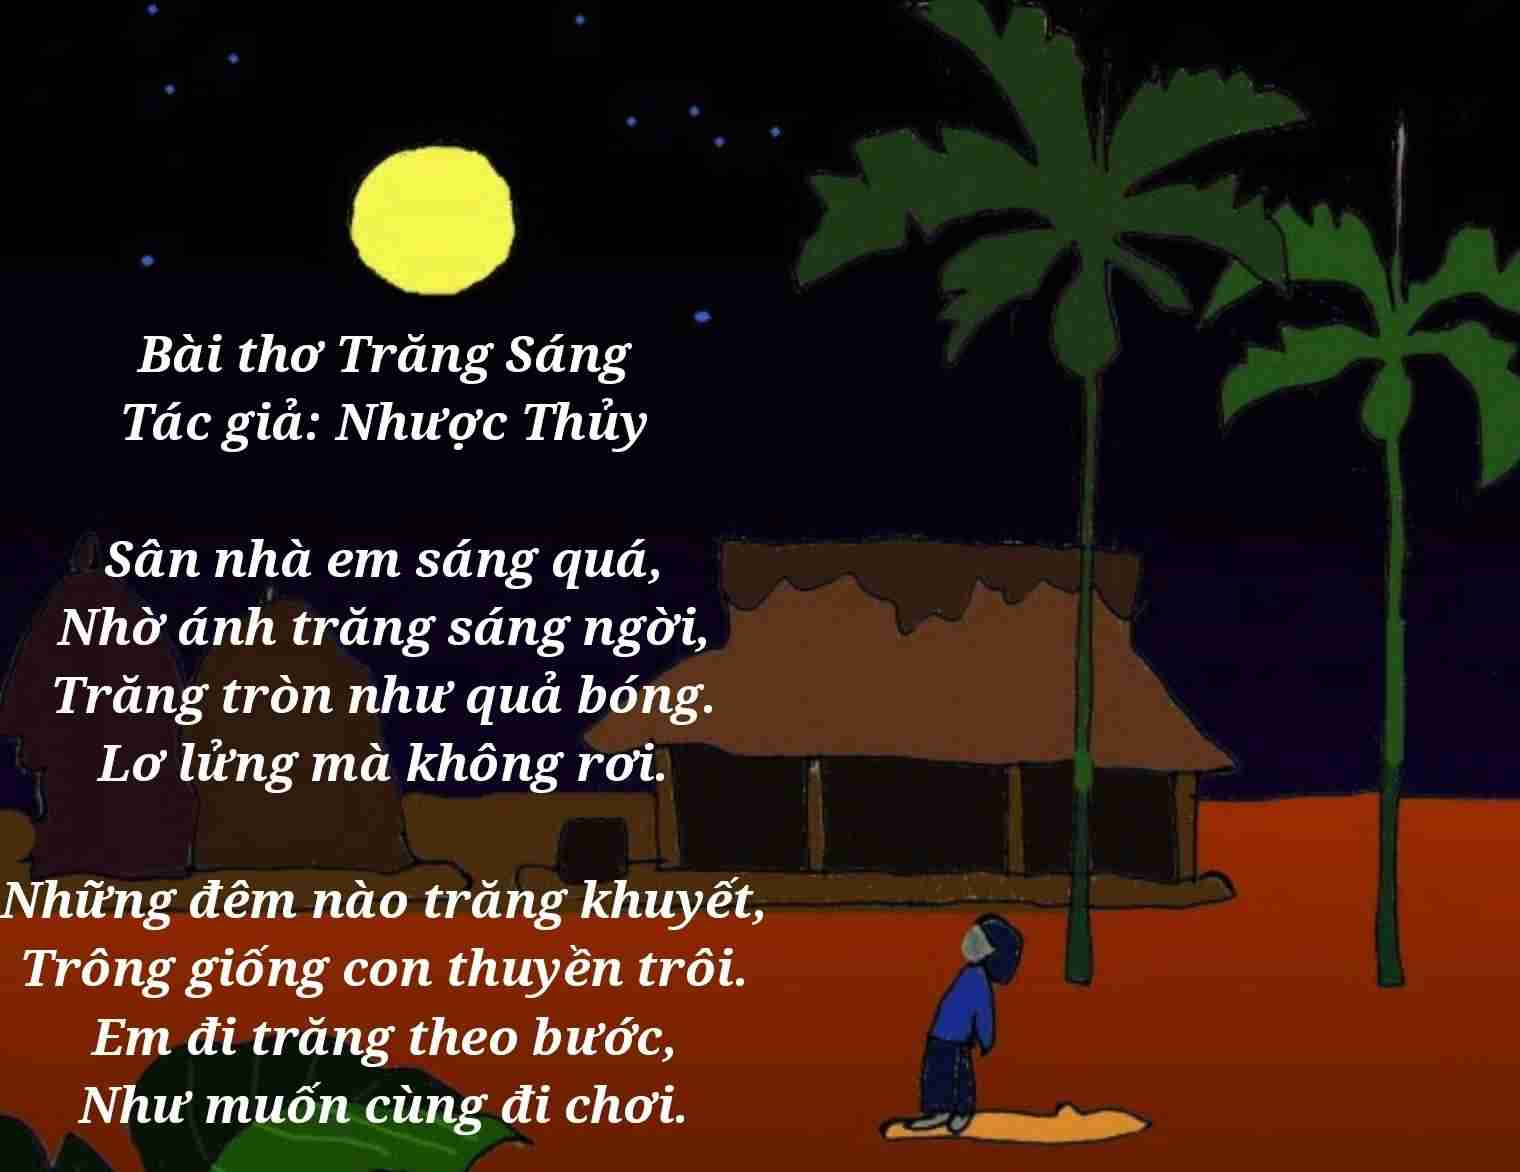 Bài thơ Trăng Sáng
Tác giả: Nhược Thủy
Sân nhà em sáng quá,
Nhờ ánh trăng sáng ngời,
Trăng tròn như quả bóng.
Lơ lửng mà không rơi.
Những đêm nào trăng khuyết,
Trông giống con thuyền trôi.
Em đi trăng theo bước,
Như muốn cùng đi chơi.